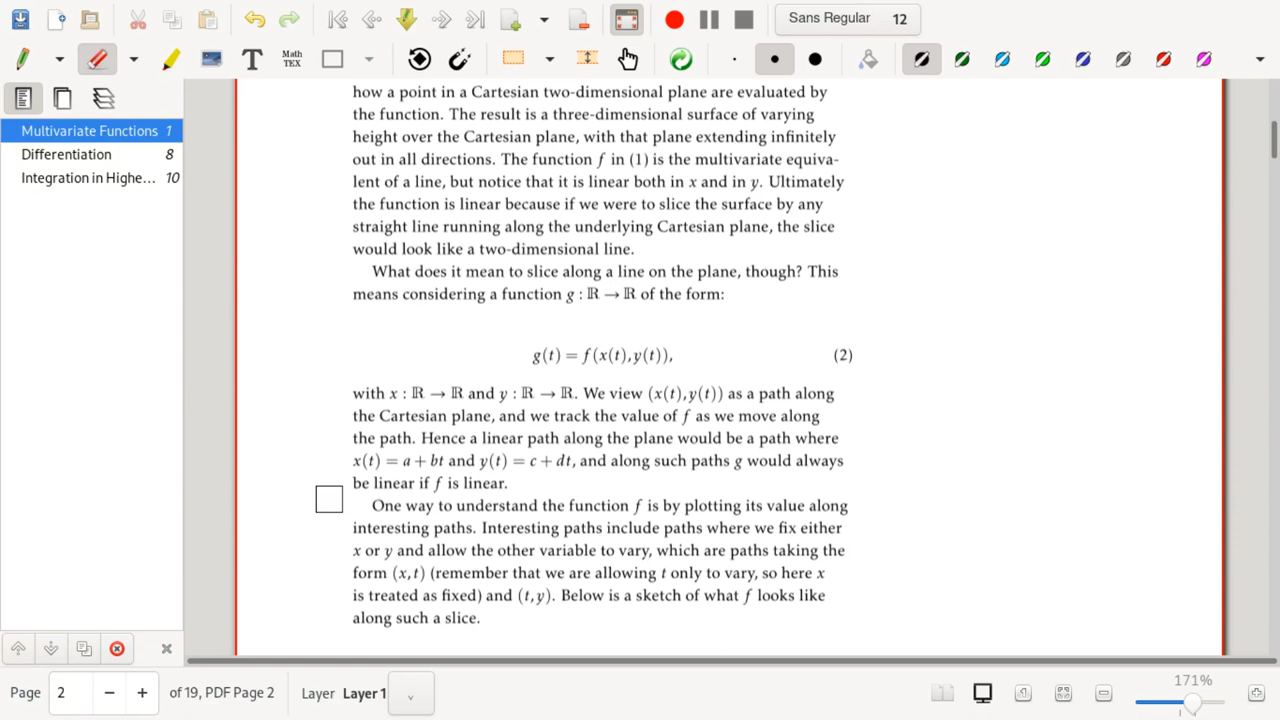 Sans Regular 12
Math
TEX
Multivariate Functions 1
Differentiation 8
Integration in Highe... 10
how a point in a Cartesian two-dimensional plane are evaluated by
the function. The result is a three-dimensional surface of varying
height over the Cartesian plane, with that plane extending infinitely
out in all directions. The function f in (1) is the multivariate equiva-
lent of a line, but notice that it is linear both in x and in y. Ultimately
the function is linear because if we were to slice the surface by any
straight line running along the underlying Cartesian plane, the slice
would look like a two-dimensional line.
What does it mean to slice along a line on the plane, though? This
means considering a function g : ℝ → ℝ of the form:
g(t) = f(x(t),y(t)), (2)
with x : ℝ → ℝ and y : ℝ → ℝ. We view (x(t),y(t)) as a path along
the Cartesian plane, and we track the value of f as we move along
the path. Hence a linear path along the plane would be a path where
x(t) = a + bt and y(t) = c + dt, and along such paths g would always
be linear if f is linear.
One way to understand the function f is by plotting its value along
interesting paths. Interesting paths include paths where we fix either
x or y and allow the other variable to vary, which are paths taking the
form (x,t) (remember that we are allowing t only to vary, so here x
is treated as fixed) and (t,y). Below is a sketch of what f looks like
along such a slice.
Page 2 of 19, PDF Page 2 Layer Layer 1 171%